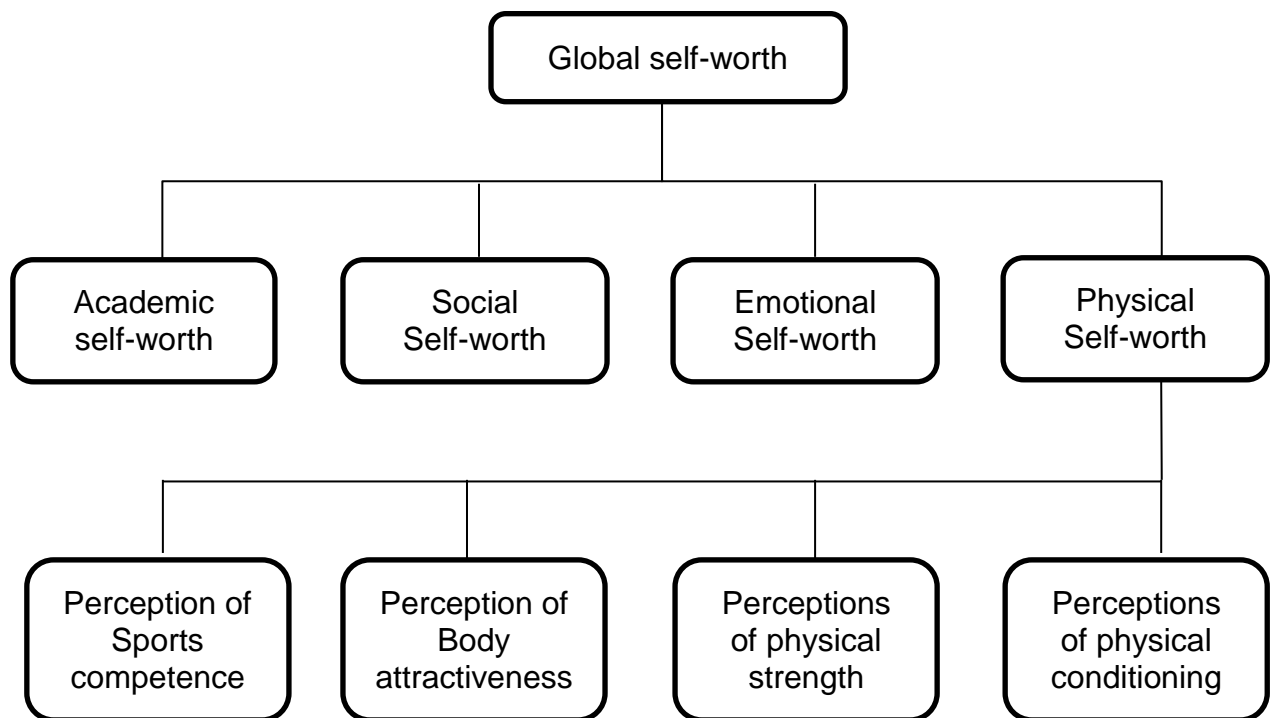 Global self-worth
Academic
self-worth
Social
Self-worth
Emotional
Self-worth
Physical
Self-worth
Perception of
Sports
competence
Perception of
Body
attractiveness
Perceptions
of physical
strength
Perceptions
of physical
conditioning